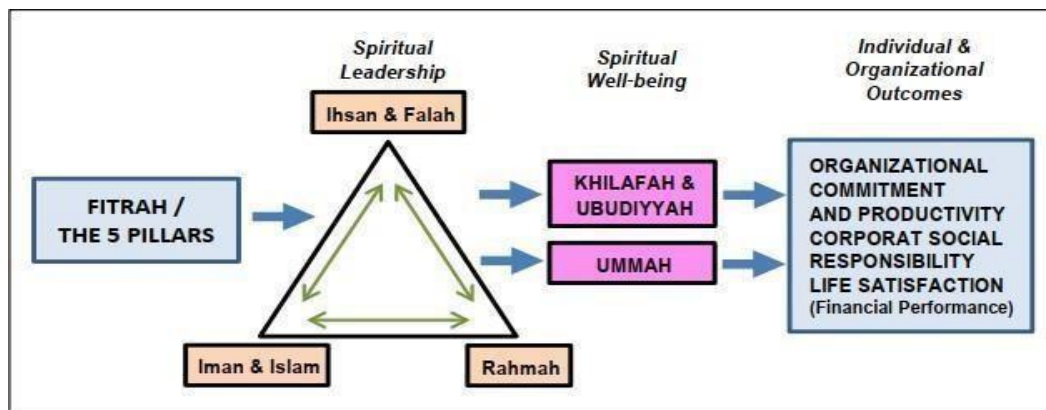 Spiritual
Leadership
Spiritual
Well-being
Individual &
Organizational
Outcomes
Ihsan & Falah
FITRAH /
THE 5 PILLARS
Iman & Islam
Rahmah
KHILAFAH &
UBUDIYYAH
UMMAH
ORGANIZATIONAL
COMMITMENT
AND PRODUCTIVITY
CORPORAT SOCIAL
RESPONSIBILITY
LIFE SATISFACTION
(Financial Performance)